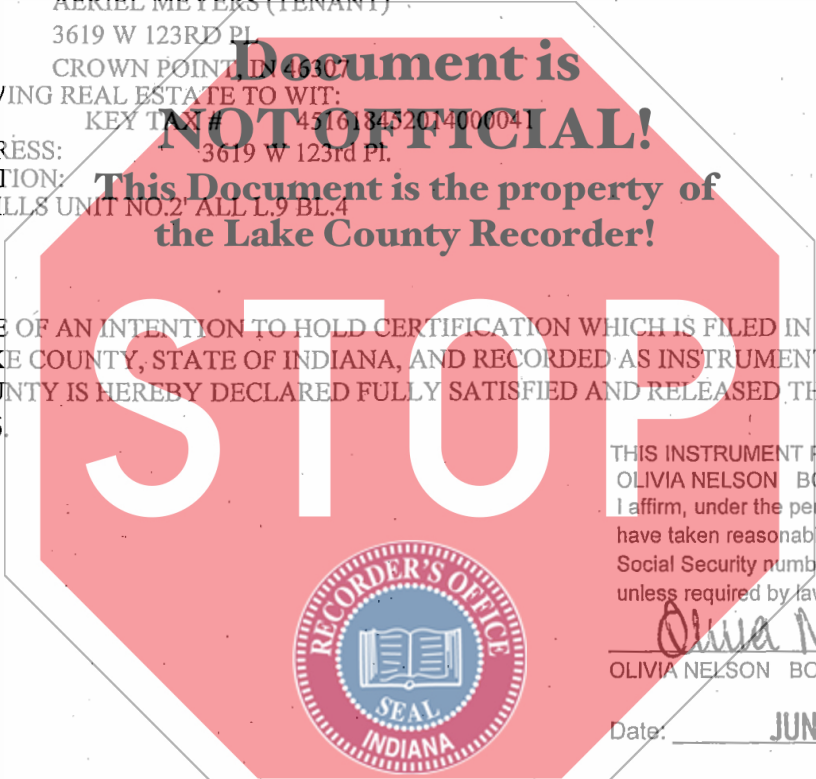 AERIEL MEYERS (TENANT)
3619 W 123RD PL
CROWN POINT, IN 46307
VING REAL ESTATE TO WIT:
KEY TAX # 451618452014000041
RESS: 3619 W 123rd Pl.
TION:
LLS UNIT NO.2' ALL L.9 BL.4
Document is
NOT OFFICIAL!
This Document is the property of
the Lake County Recorder!
E OF AN INTENTION TO HOLD CERTIFICATION WHICH IS FILED IN
KE COUNTY, STATE OF INDIANA, AND RECORDED AS INSTRUMENT
UNTY IS HEREBY DECLARED FULLY SATISFIED AND RELEASED TH
STOP
THIS INSTRUMENT P
OLIVIA NELSON BO
I affirm, under the pe
have taken reasonab
Social Security numb
unless required by law
Olivia N
OLIVIA NELSON BO
Date: JUN
RECORDER'S OFFICE
SEAL
INDIANA